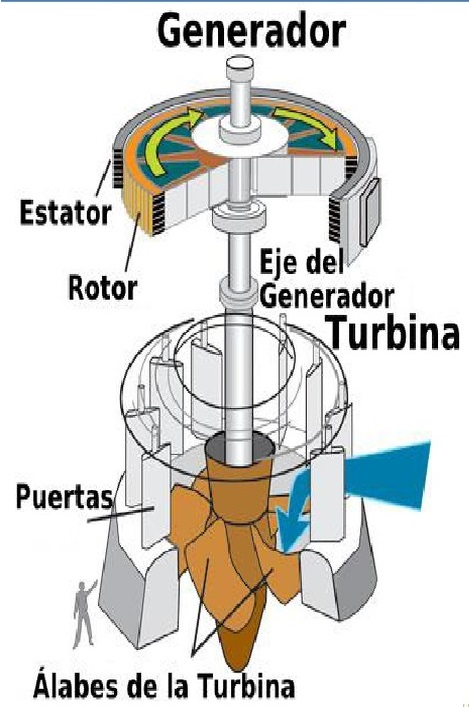 Generador
Estator
Rotor
Eje del
Generador
Turbina
Puertas
Álabes de la Turbina